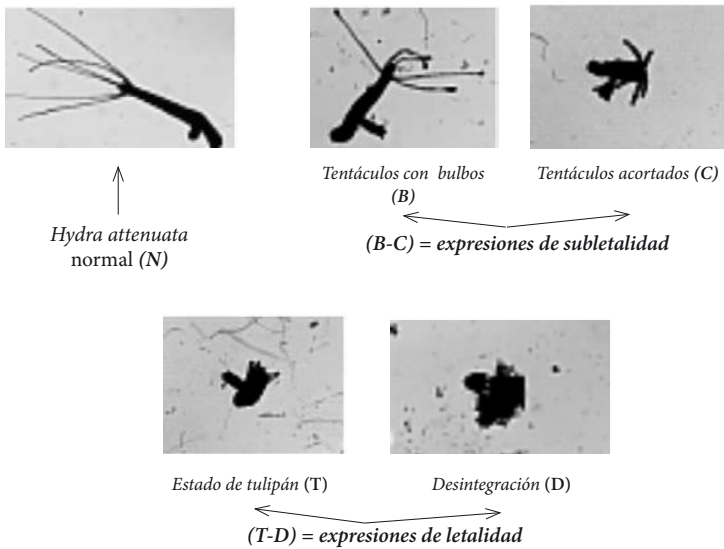 Tentáculos con bulbos
(B)
Tentáculos acortados (C)
Hydra attenuata
normal (N)
(B-C) = expresiones de subletalidad
Estado de tulipán (T)
Desintegración (D)
(T-D) = expresiones de letalidad